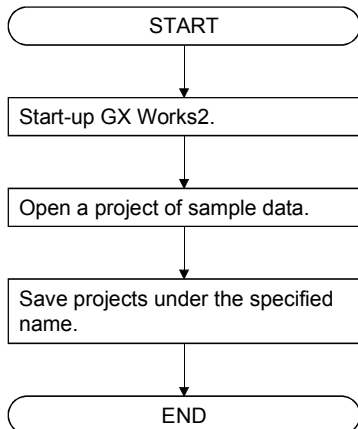 START
Start-up GX Works2.
Open a project of sample data.
Save projects under the specified
name.
END